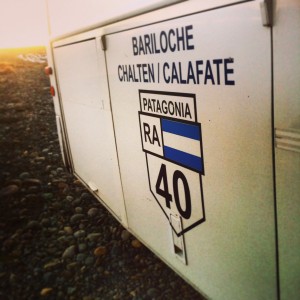 BARILOCHE
CHALTEN / CALAFATE
PATAGONIA
RA
40